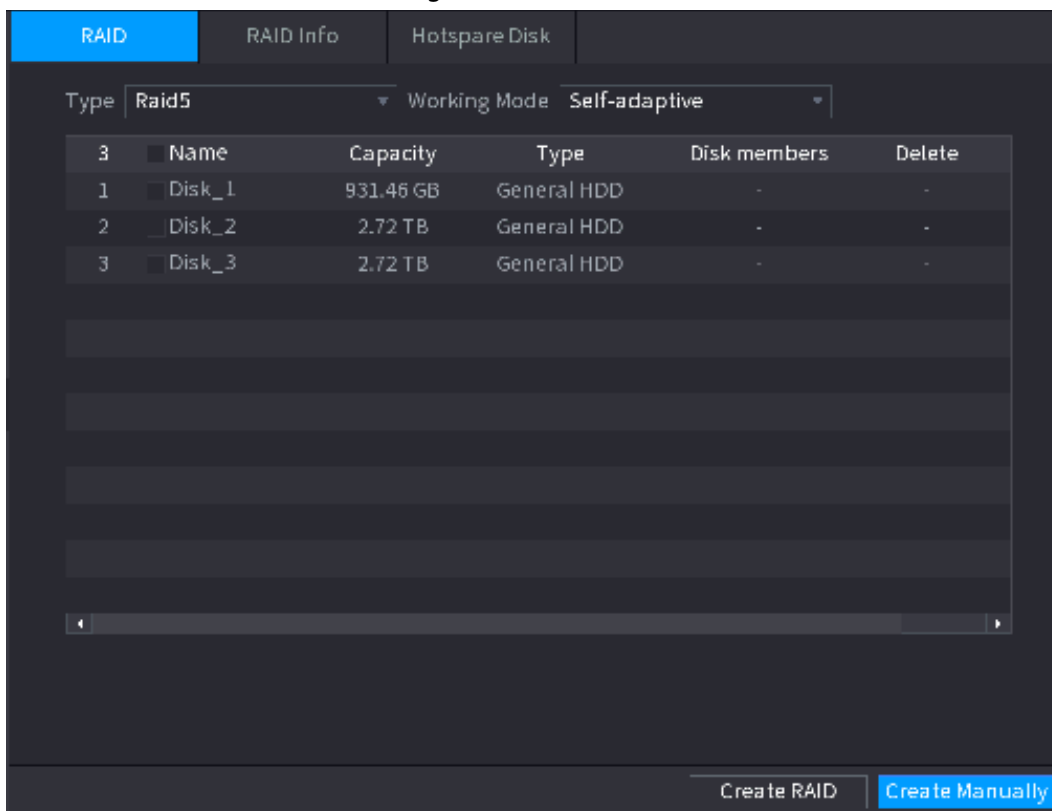 RAID RAID Info Hotspare Disk
Type Raid5 Working Mode Self-adaptive
3 Name Capacity Type Disk members Delete
1 Disk_1 931.46 GB General HDD - -
2 Disk_2 2.72 TB General HDD - -
3 Disk_3 2.72 TB General HDD - -
Create RAID Create Manually